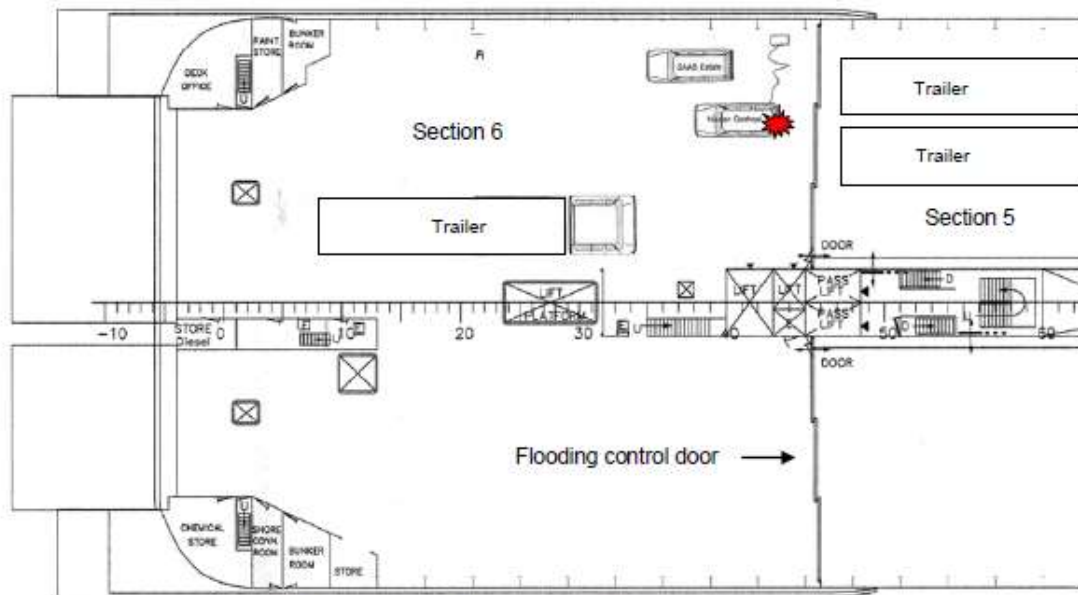 DECK
OFFICE
PAINT
STORE
BUNKER
ROOM
SAAB Estate
Section 6
Trailer
Trailer
Trailer
Section 5
DOOR
LIFT
PLATFORM
LIFT
LIFT
PASS
LIFT
PASS
LIFT
D
D
U
U
U
-10
0
10
20
30
40
50
60
STORE
Diesel
DOOR
Flooding control door
CHEMICAL
STORE
U
SHORE
CONN.
ROOM
BUNKER
ROOM
STORE